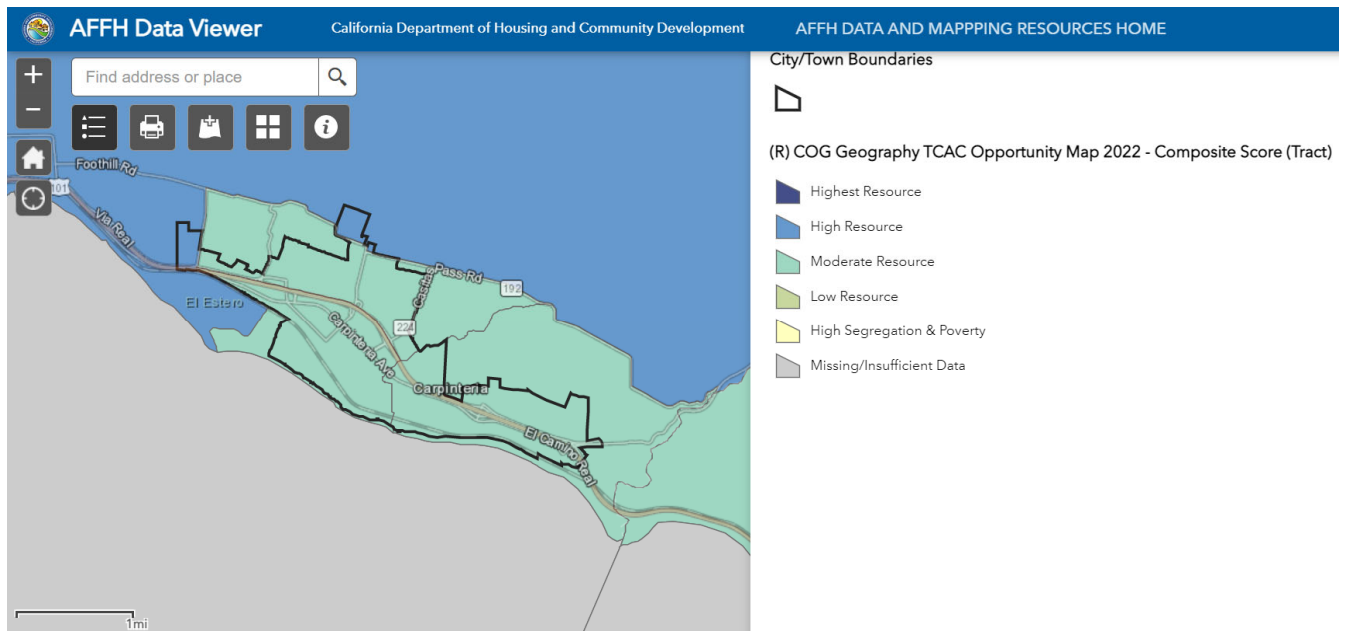 AFFH Data Viewer
California Department of Housing and Community Development
AFFH DATA AND MAPPPING RESOURCES HOME
+
Find address or place
−
i
Foothill Rd
101
Via Real
El Estero
Casitas
Pass Rd
192
224
Carpinteria Ave
Carpinteria
El Camino Real
1mi
City/Town Boundaries
(R) COG Geography TCAC Opportunity Map 2022 - Composite Score (Tract)
Highest Resource
High Resource
Moderate Resource
Low Resource
High Segregation & Poverty
Missing/Insufficient Data